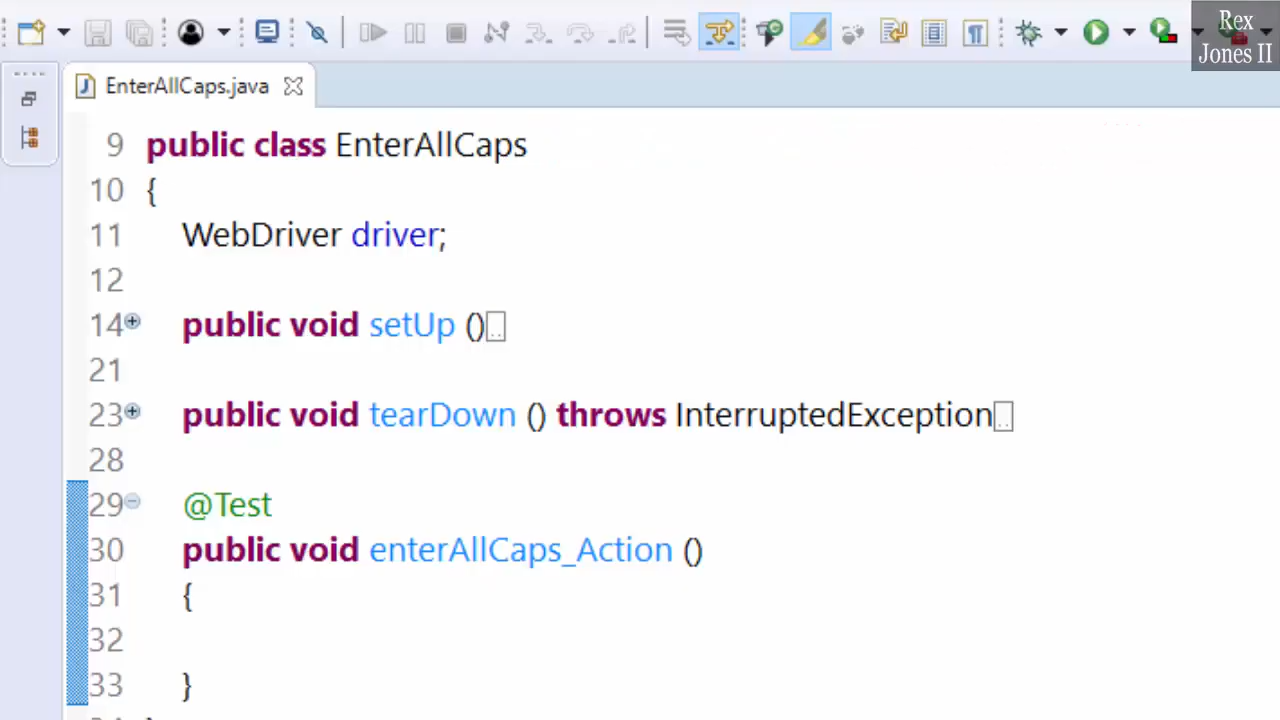 Rex
Jones II
EnterAllCaps.java
9 public class EnterAllCaps
10 {
11 WebDriver driver;
12
14 public void setUp ()..
21
23 public void tearDown () throws InterruptedException..
28
29 @Test
30 public void enterAllCaps_Action ()
31 {
32
33 }